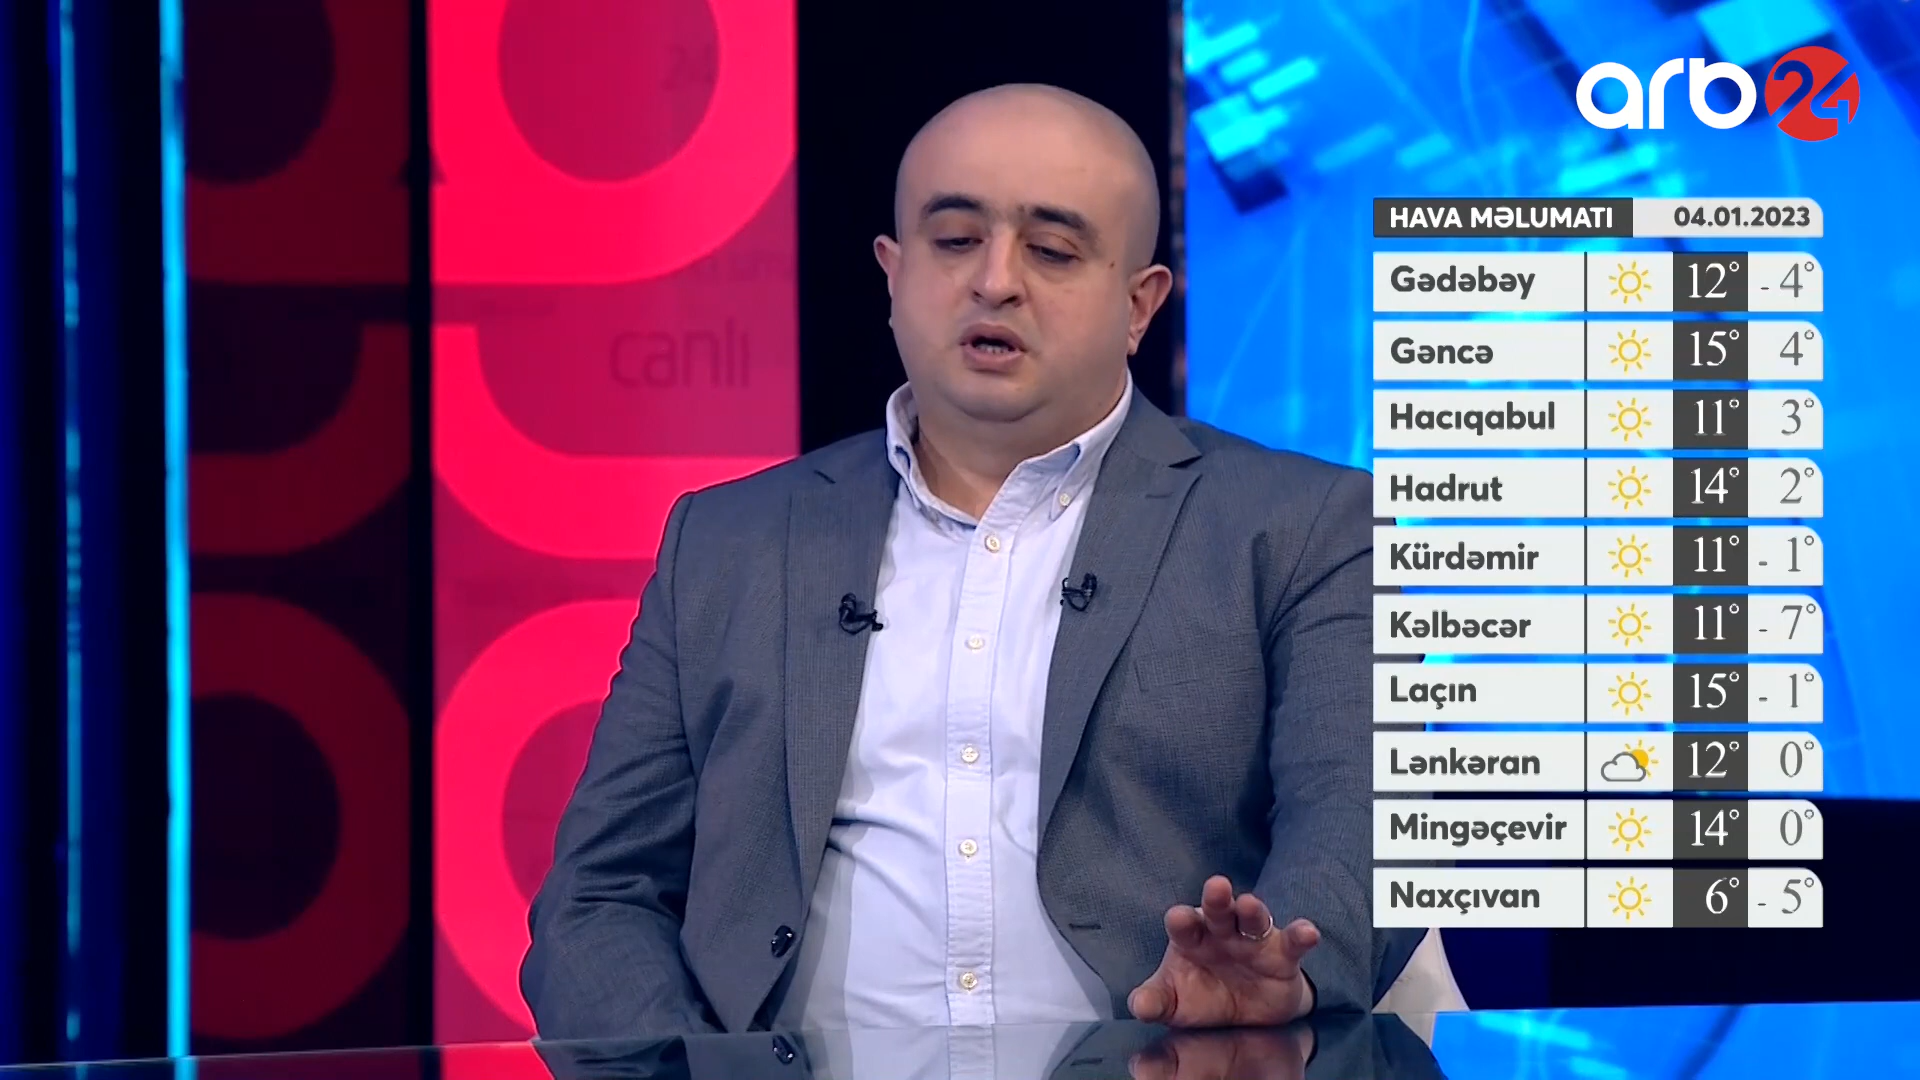 24
canlı
arb24
HAVA MƏLUMATI 04.01.2023
Gədəbəy 12° - 4°
Gəncə 15° 4°
Hacıqabul 11° 3°
Hadrut 14° 2°
Kürdəmir 11° - 1°
Kəlbəcər 11° - 7°
Laçın 15° - 1°
Lənkəran 12° 0°
Mingəçevir 14° 0°
Naxçıvan 6° - 5°